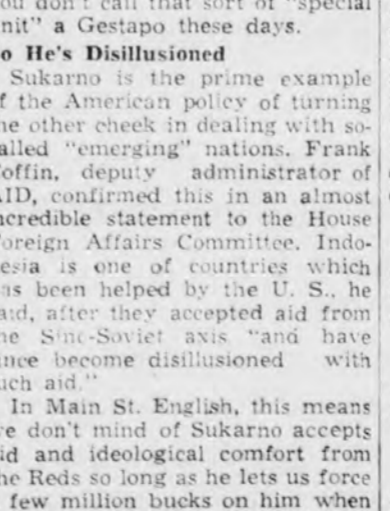 you don't call that sort of "special
unit" a Gestapo these days.
o He's Disillusioned
Sukarno is the prime example
f the American policy of turning
he other cheek in dealing with so-
alled "emerging" nations. Frank
offin, deputy administrator of
AID, confirmed this in an almost
ncredible statement to the House
oreign Affairs Committee. Indo-
esia is one of countries which
as been helped by the U. S., he
aid, after they accepted aid from
he Sino-Soviet axis "and have
ince become disillusioned with
uch aid."
In Main St. English, this means
e don't mind of Sukarno accepts
id and ideological comfort from
he Reds so long as he lets us force
few million bucks on him when